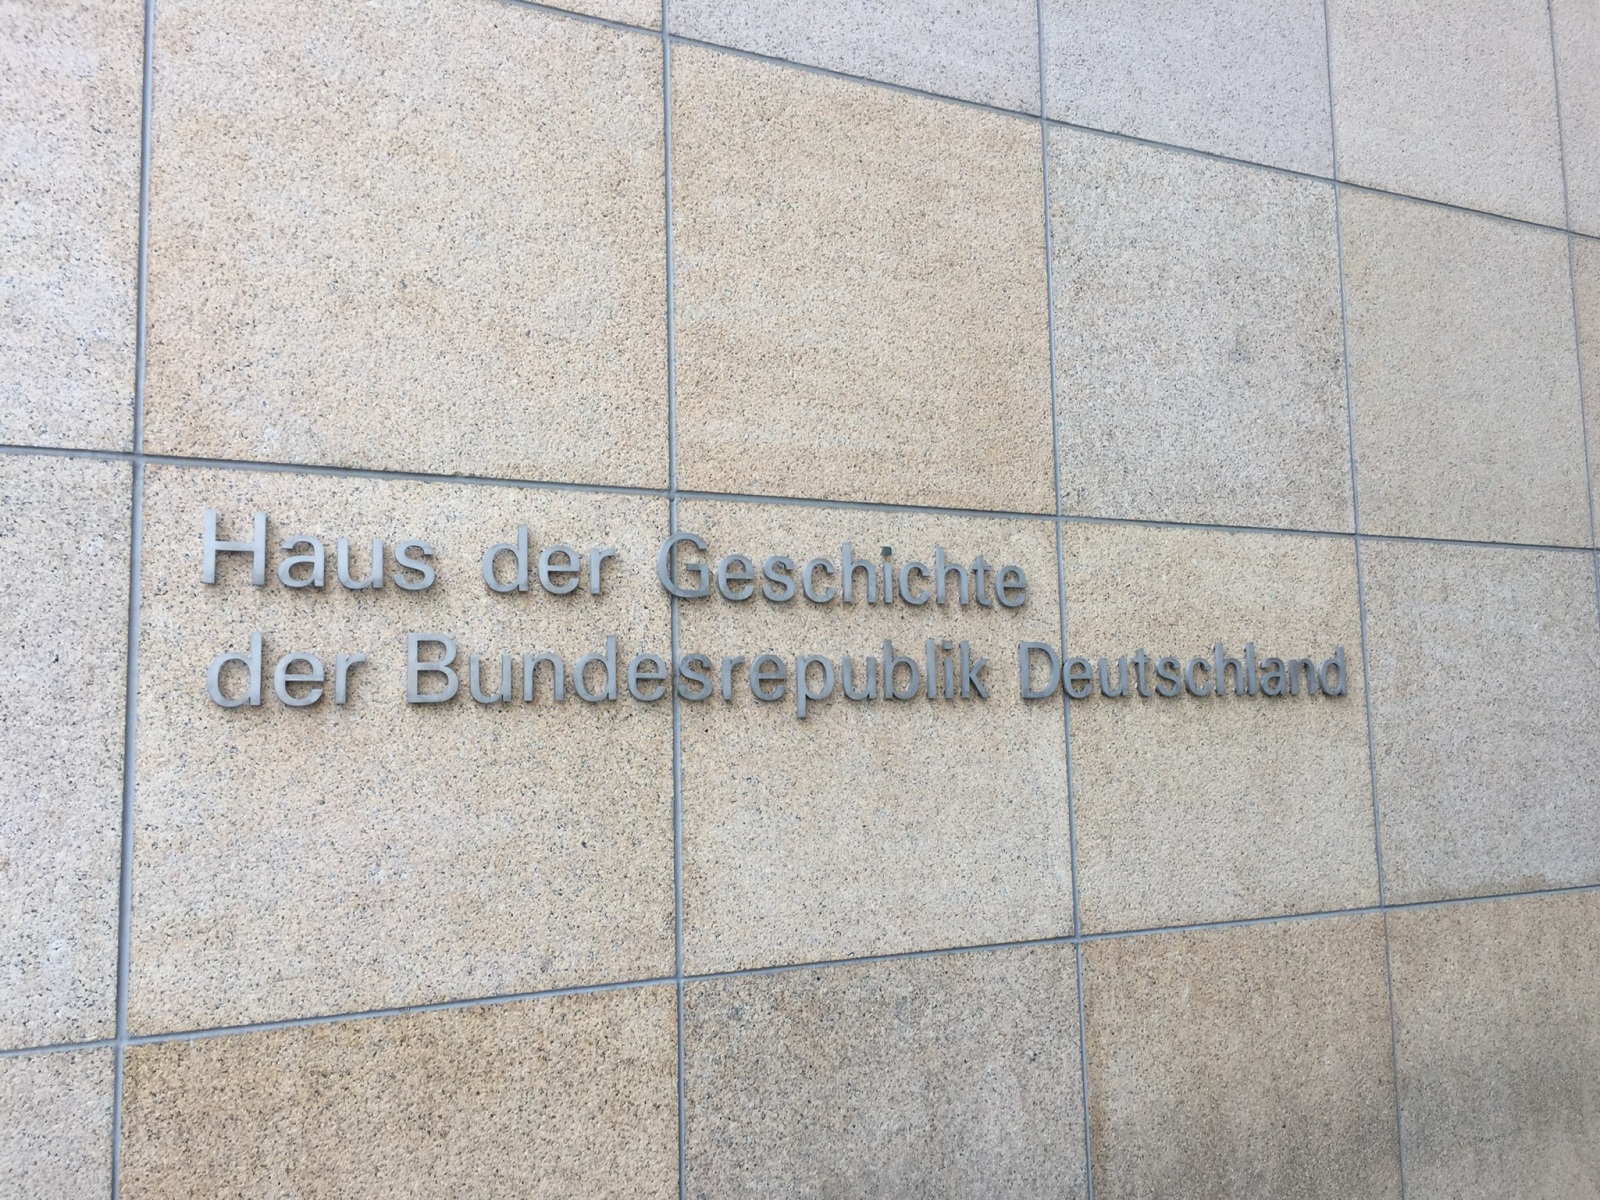 Haus der Geschichte
der Bundesrepublik Deutschland